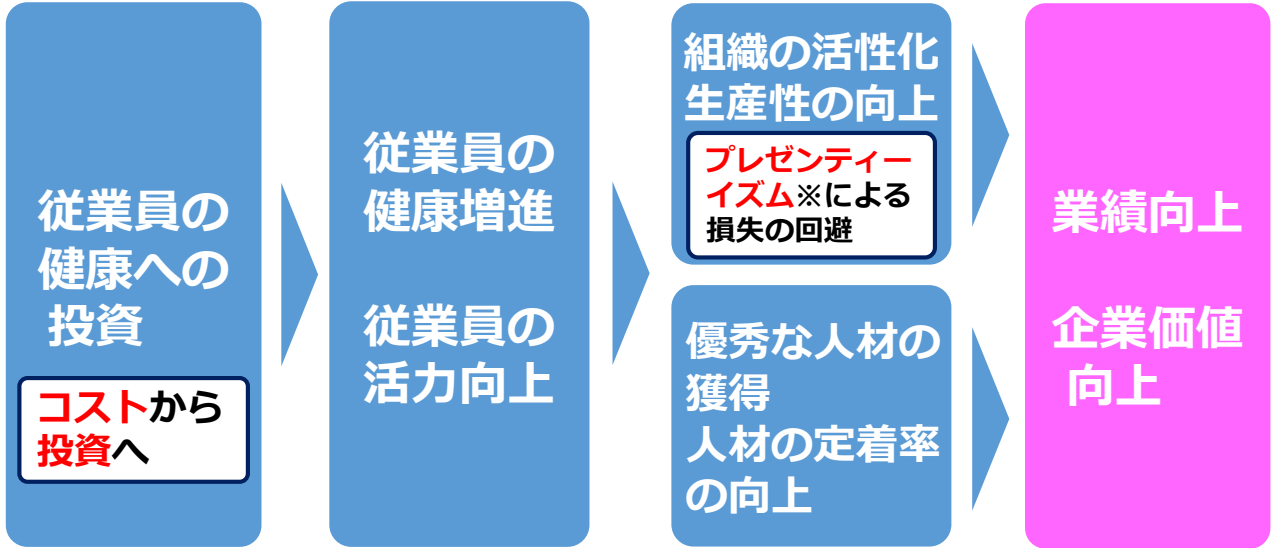 従業員の
健康への
投資
コストから
投資へ
従業員の
健康増進
従業員の
活力向上
組織の活性化
生産性の向上
プレゼンティー
イズム※による
損失の回避
優秀な人材の
獲得
人材の定着率
の向上
業績向上
企業価値
向上